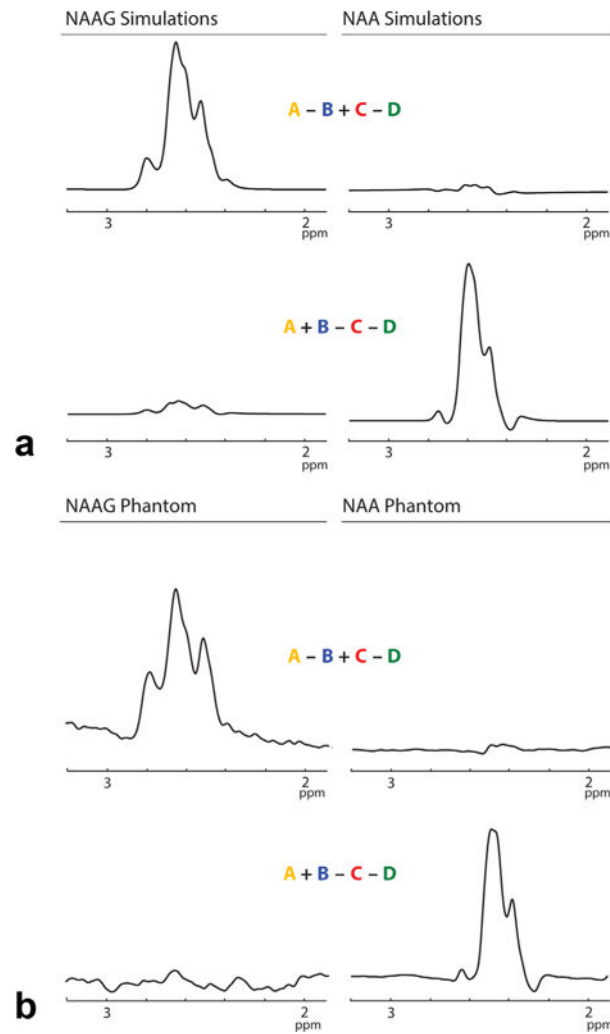 NAAG Simulations NAA Simulations
A – B + C – D
3 2 3 2
ppm ppm
A + B – C – D
a
3 2 3 2
ppm ppm
NAAG Phantom NAA Phantom
A – B + C – D
3 2 3 2
ppm ppm
A + B – C – D
b
3 2 3 2
ppm ppm